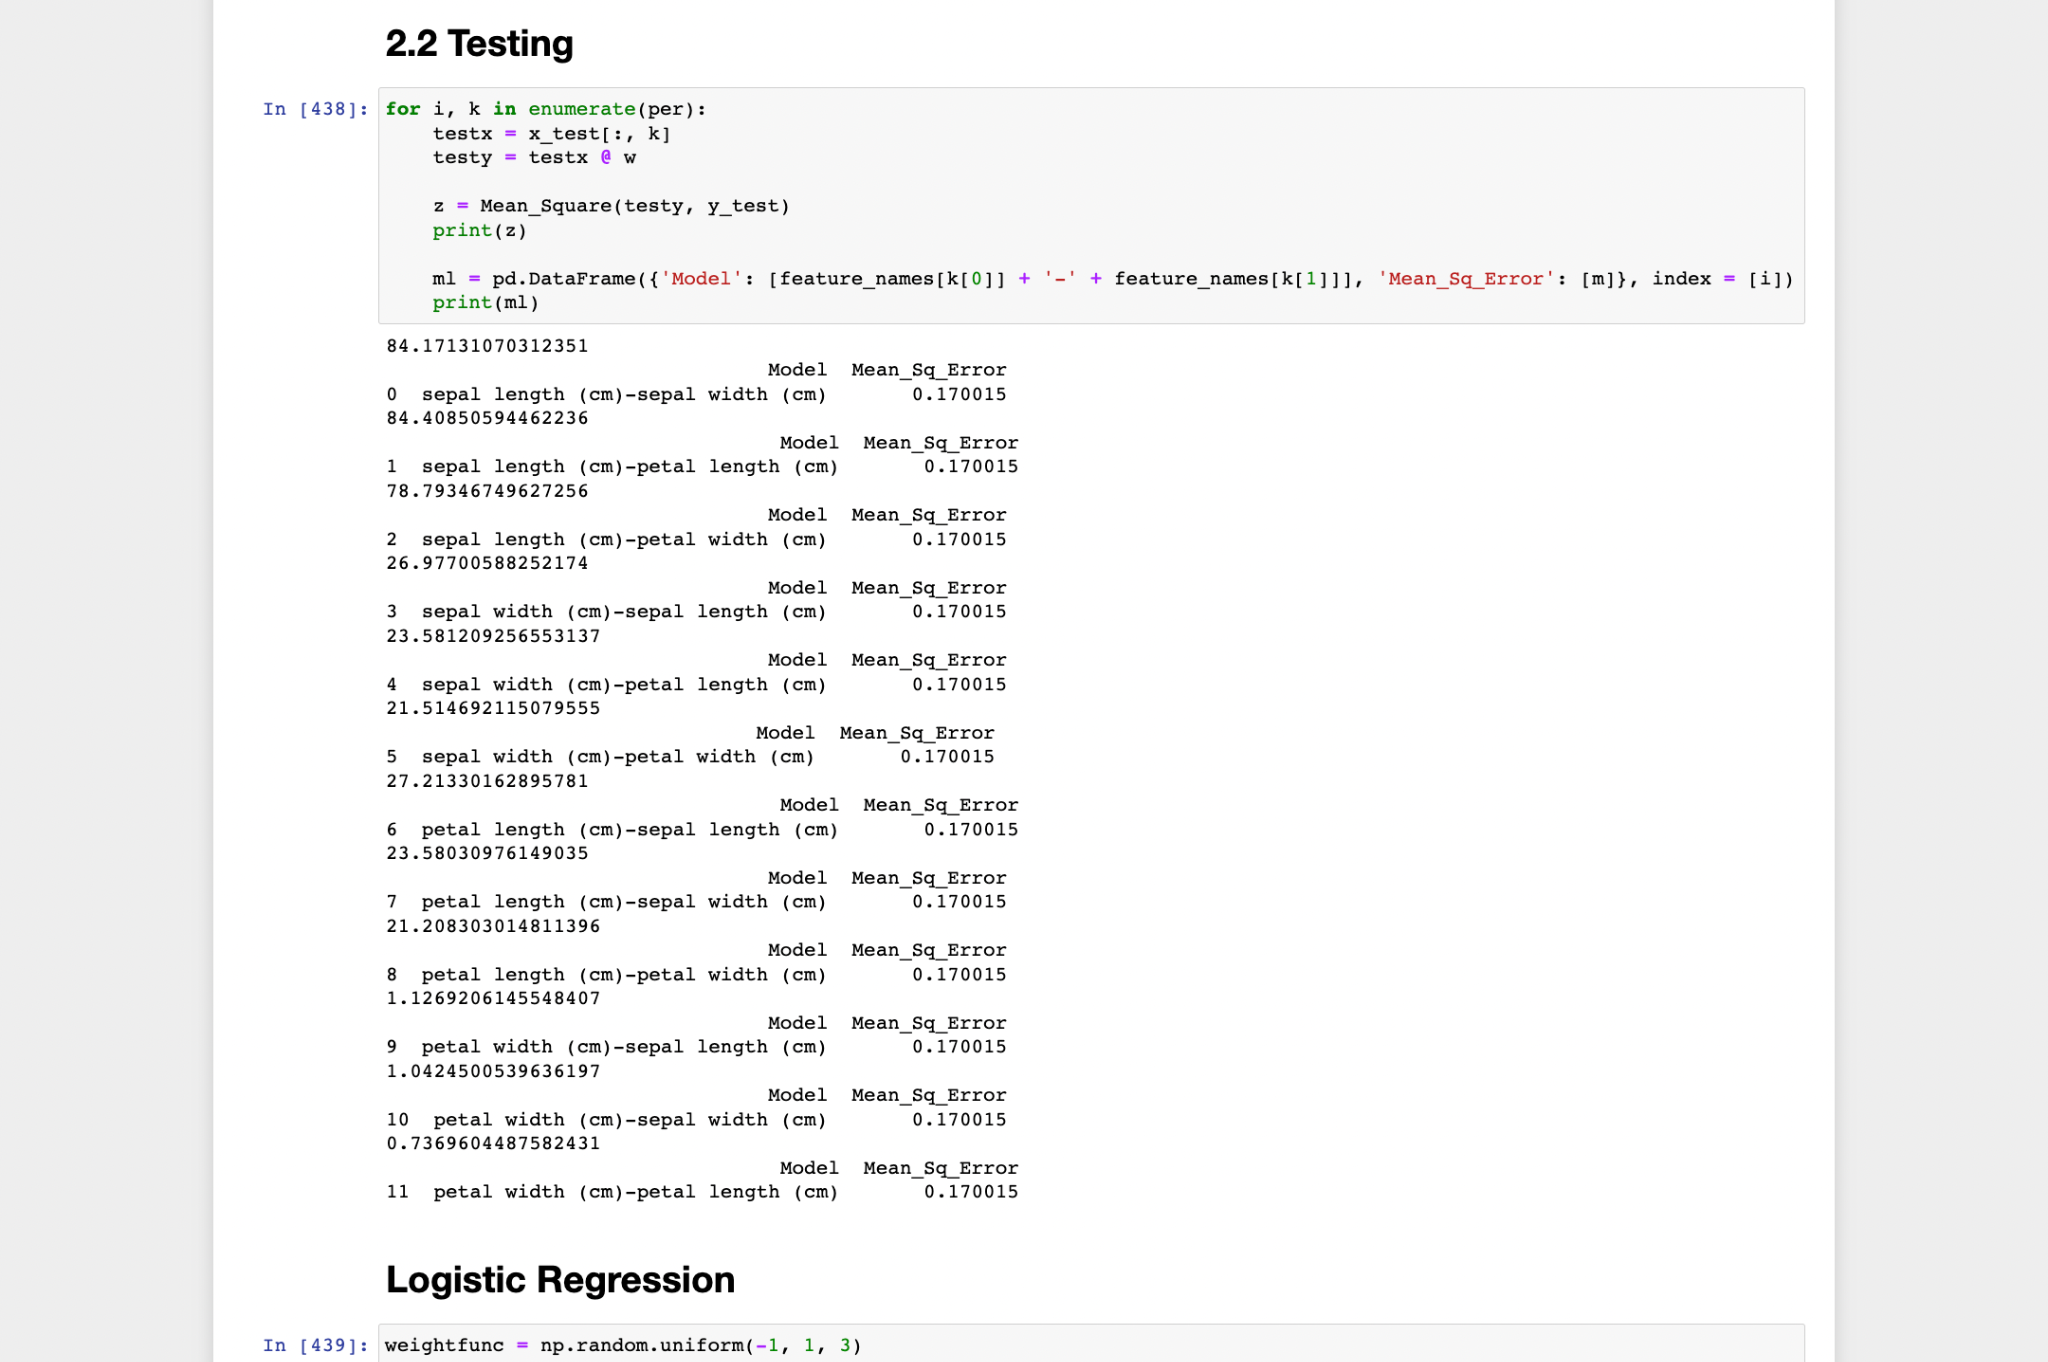 2.2 Testing
In [438]: for i, k in enumerate(per):
testx = x_test[:, k]
testy = testx @ w
z = Mean_Square(testy, y_test)
print(z)
ml = pd.DataFrame({'Model': [feature_names[k[0]] + '-' + feature_names[k[1]]], 'Mean_Sq_Error': [m]}, index = [i])
print(ml)
84.17131070312351
Model Mean_Sq_Error
0 sepal length (cm)-sepal width (cm) 0.170015
84.40850594462236
Model Mean_Sq_Error
1 sepal length (cm)-petal length (cm) 0.170015
78.79346749627256
Model Mean_Sq_Error
2 sepal length (cm)-petal width (cm) 0.170015
26.97700588252174
Model Mean_Sq_Error
3 sepal width (cm)-sepal length (cm) 0.170015
23.581209256553137
Model Mean_Sq_Error
4 sepal width (cm)-petal length (cm) 0.170015
21.514692115079555
Model Mean_Sq_Error
5 sepal width (cm)-petal width (cm) 0.170015
27.21330162895781
Model Mean_Sq_Error
6 petal length (cm)-sepal length (cm) 0.170015
23.58030976149035
Model Mean_Sq_Error
7 petal length (cm)-sepal width (cm) 0.170015
21.208303014811396
Model Mean_Sq_Error
8 petal length (cm)-petal width (cm) 0.170015
1.1269206145548407
Model Mean_Sq_Error
9 petal width (cm)-sepal length (cm) 0.170015
1.0424500539636197
Model Mean_Sq_Error
10 petal width (cm)-sepal width (cm) 0.170015
0.7369604487582431
Model Mean_Sq_Error
11 petal width (cm)-petal length (cm) 0.170015
Logistic Regression
In [439]: weightfunc = np.random.uniform(-1, 1, 3)